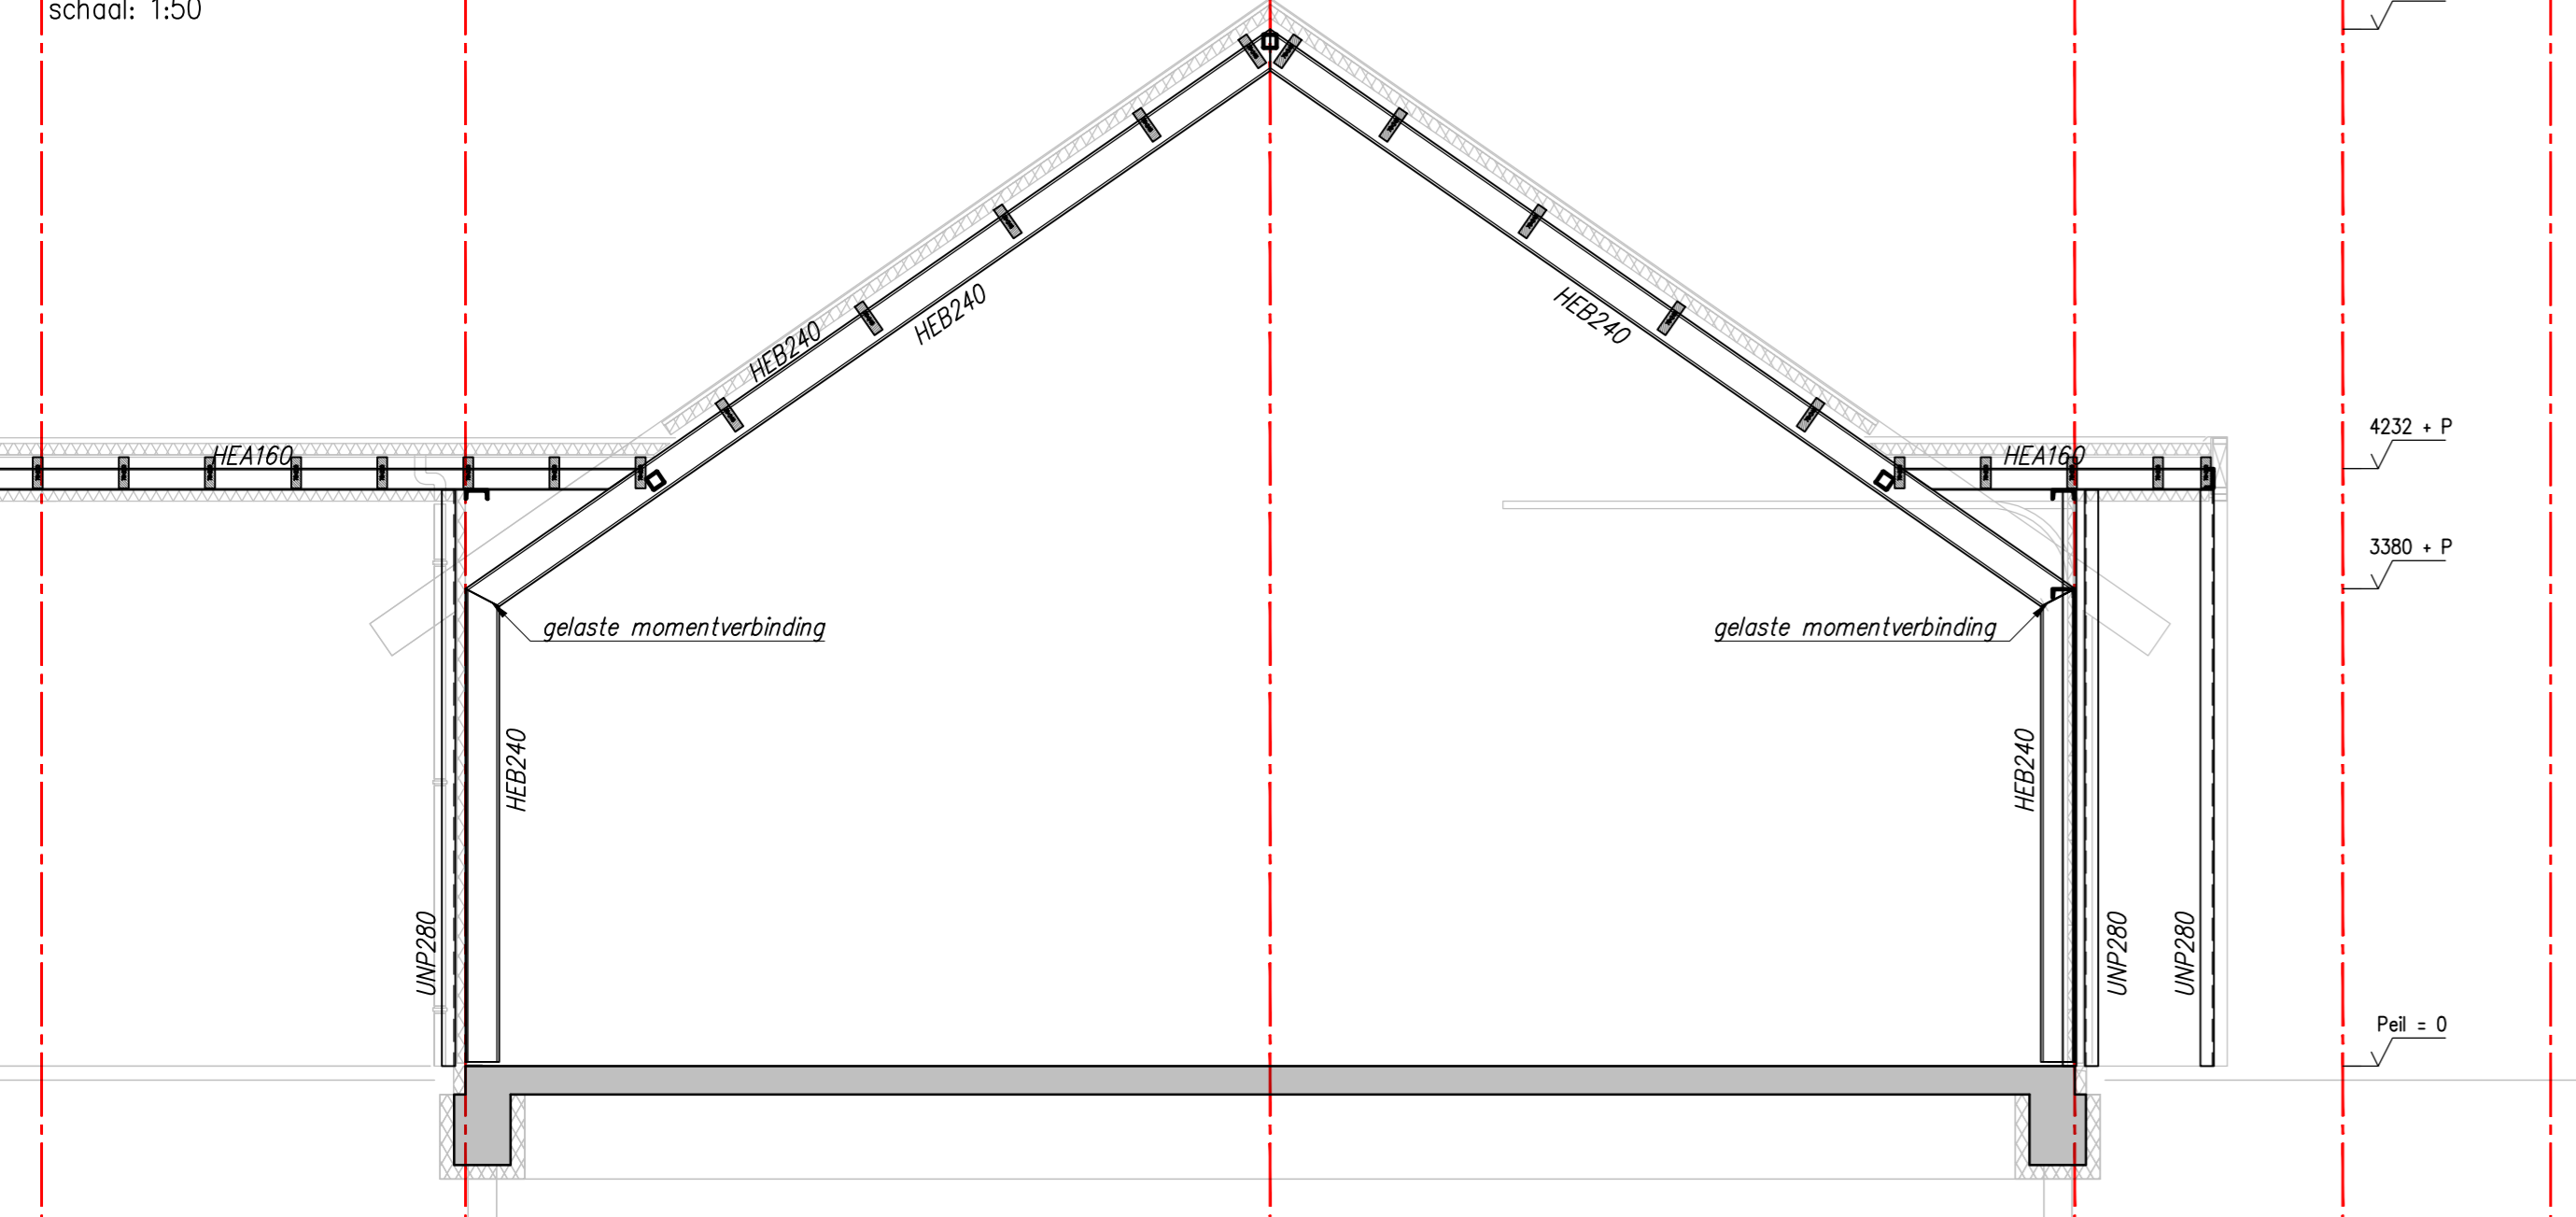 schaal: 1:50
HEB240
HEB240
HEB240
HEA160
HEA160
4232 + P
3380 + P
gelaste momentverbinding
gelaste momentverbinding
HEB240
HEB240
UNP280
UNP280
UNP280
Peil = 0